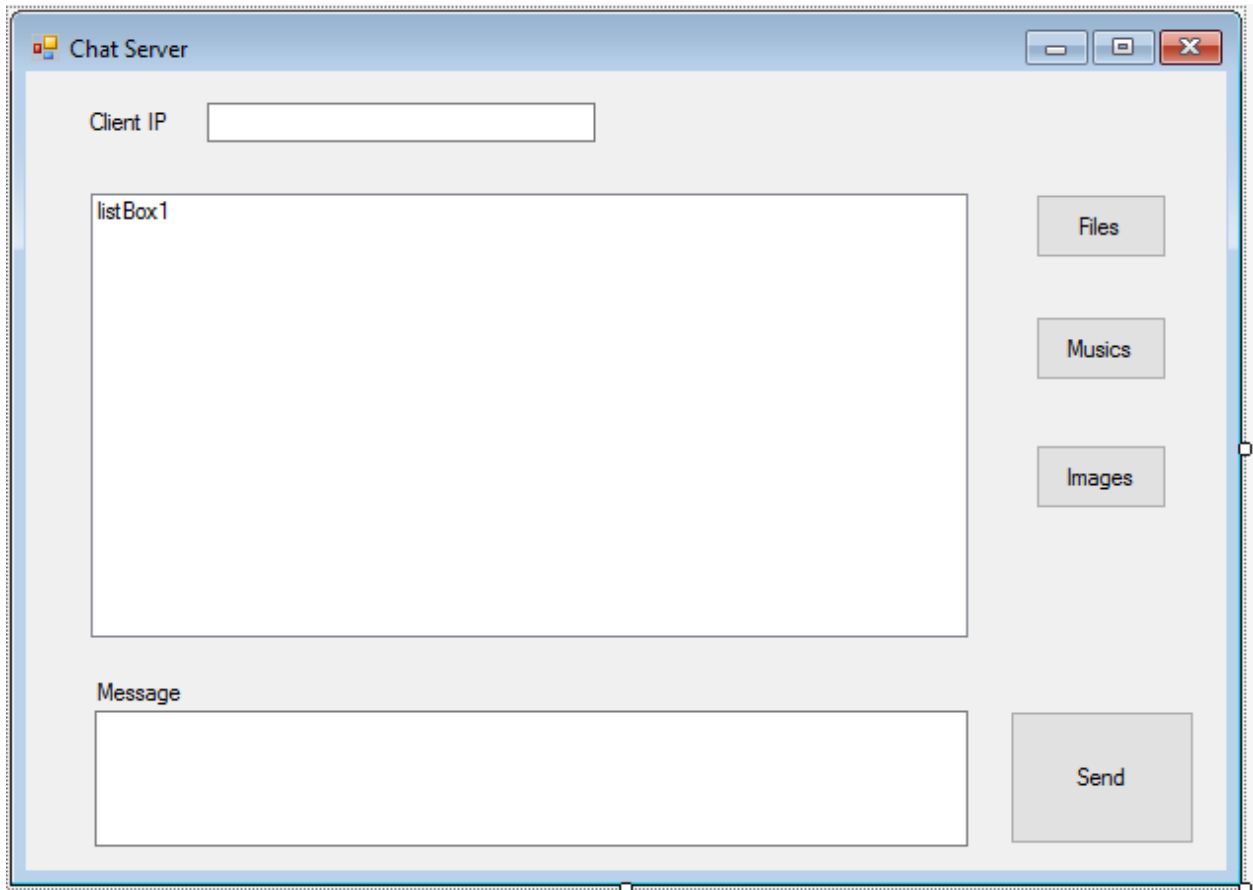 Chat Server
Client IP
listBox1
Files
Musics
Images
Message
Send